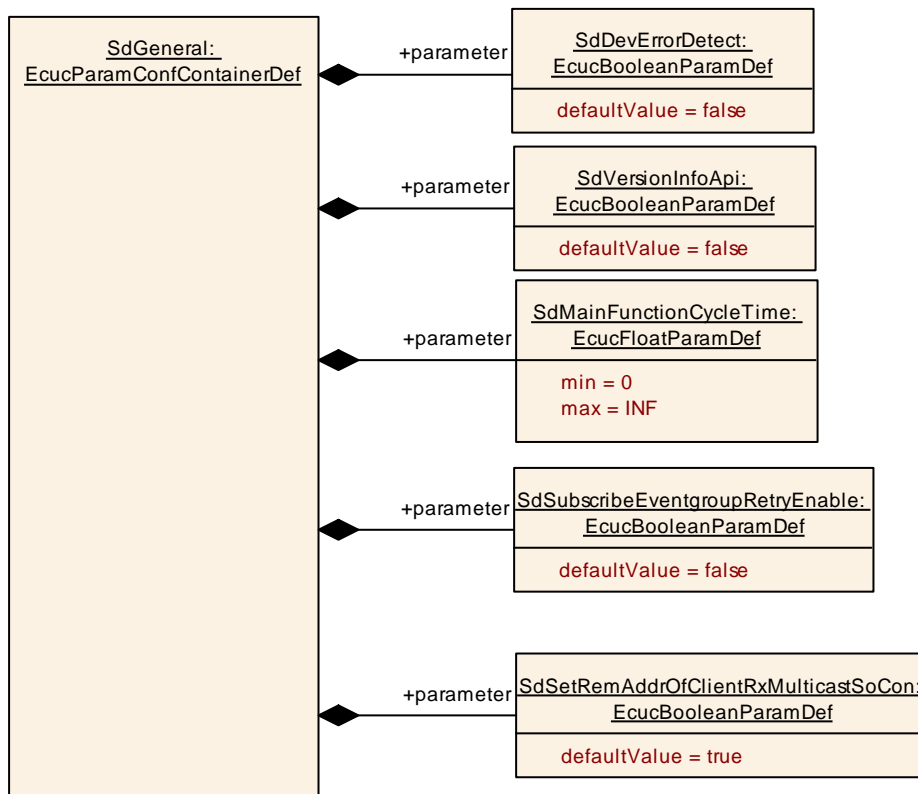 SdGeneral:
EcucParamConfContainerDef
+parameter
SdDevErrorDetect:
EcucBooleanParamDef
defaultValue = false
+parameter
SdVersionInfoApi:
EcucBooleanParamDef
defaultValue = false
+parameter
SdMainFunctionCycleTime:
EcucFloatParamDef
min = 0
max = INF
+parameter
SdSubscribeEventgroupRetryEnable:
EcucBooleanParamDef
defaultValue = false
+parameter
SdSetRemAddrOfClientRxMulticastSoCon:
EcucBooleanParamDef
defaultValue = true